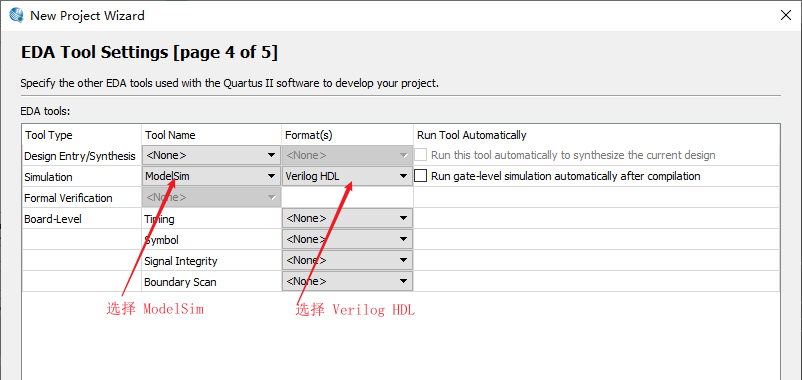 New Project Wizard
EDA Tool Settings [page 4 of 5]
Specify the other EDA tools used with the Quartus II software to develop your project.
EDA tools:
Tool Type Tool Name Format(s) Run Tool Automatically
Design Entry/Synthesis <None> <None> Run this tool automatically to synthesize the current design
Simulation ModelSim Verilog HDL Run gate-level simulation automatically after compilation
Formal Verification <None>
Board-Level Timing <None>
Symbol <None>
Signal Integrity <None>
Boundary Scan <None>
选择 ModelSim 选择 Verilog HDL